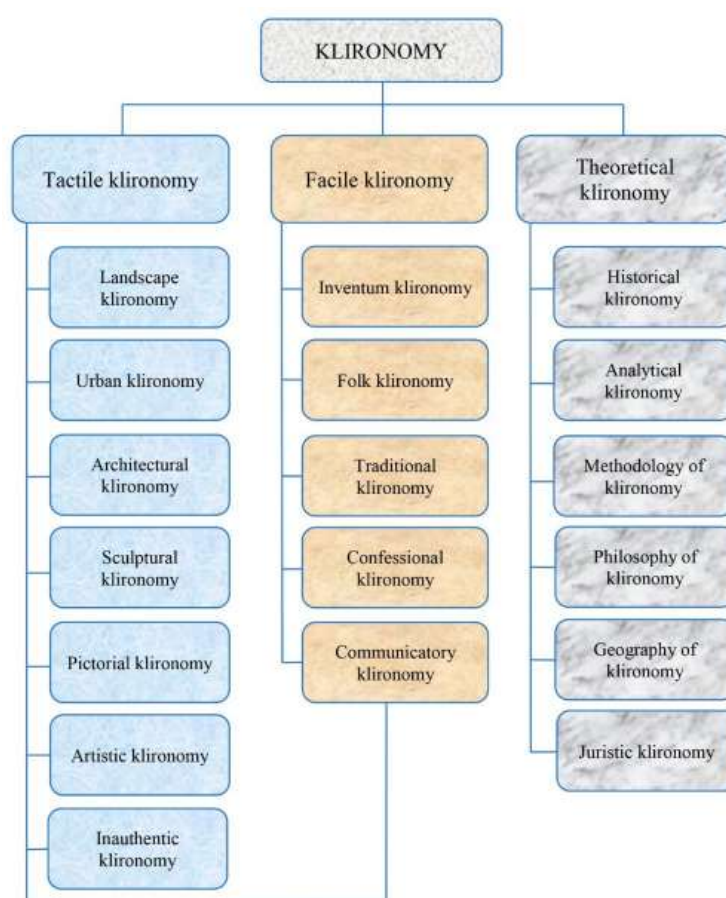 KLIRONOMY
Tactile klironomy
Facile klironomy
Theoretical
klironomy
Landscape
klironomy
Urban klironomy
Architectural
klironomy
Sculptural
klironomy
Pictorial klironomy
Artistic klironomy
Inauthentic
klironomy
Inventum klironomy
Folk klironomy
Traditional
klironomy
Confessional
klironomy
Communicatory
klironomy
Historical
klironomy
Analytical
klironomy
Methodology of
klironomy
Philosophy of
klironomy
Geography of
klironomy
Juristic klironomy